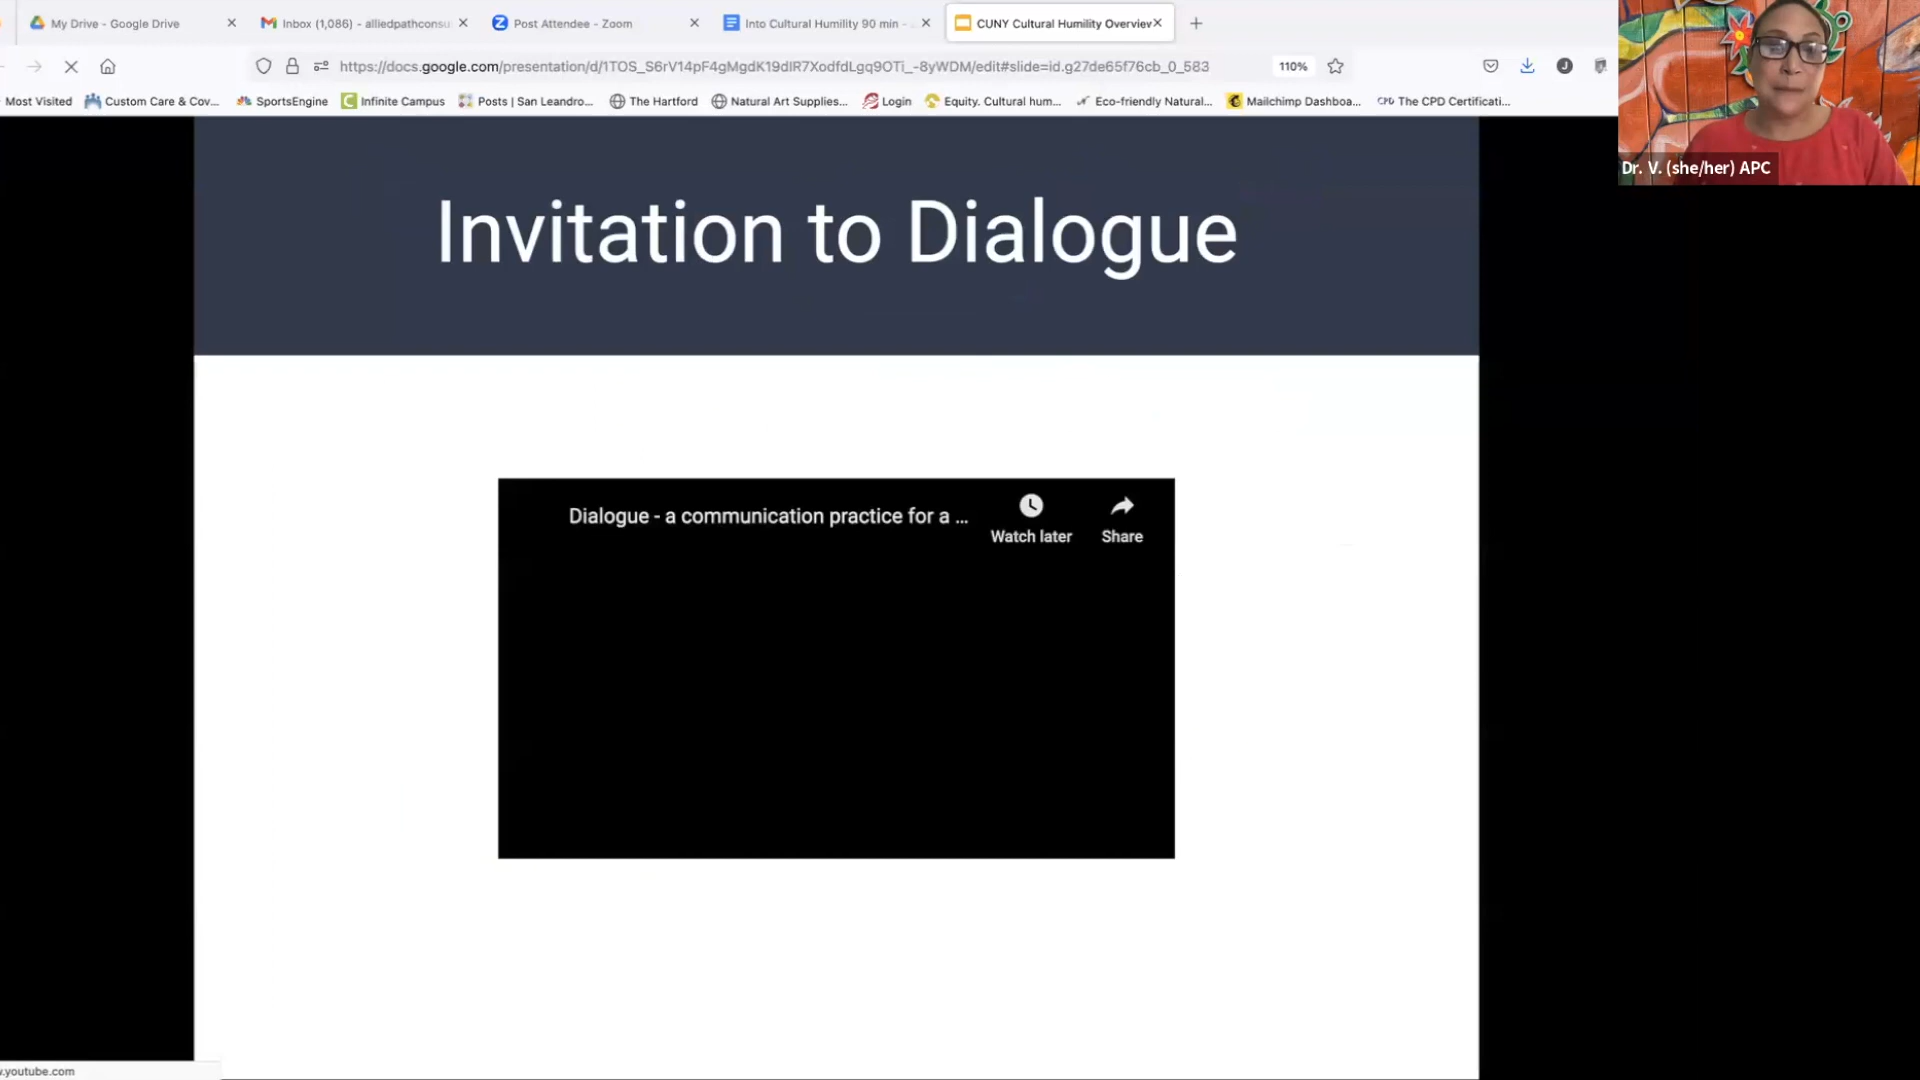 My Drive - Google Drive
Inbox (1,086) - alliedpathconsu
Post Attendee - Zoom
Into Cultural Humility 90 min -
CUNY Cultural Humility Overview
https://docs.google.com/presentation/d/1TOS_S6rV14pF4gMgdK19dIR7XodfdLgq9OTi_-8yWDM/edit#slide=id.g27de65f76cb_0_583
110%
J
Most Visited
Custom Care & Cov...
SportsEngine
Infinite Campus
Posts | San Leandro...
The Hartford
Natural Art Supplies...
Login
Equity. Cultural hum...
Eco-friendly Natural...
Mailchimp Dashboa...
CPD The CPD Certificati...
Dr. V. (she/her) APC
Invitation to Dialogue
Dialogue - a communication practice for a ...
Watch later
Share
.youtube.com